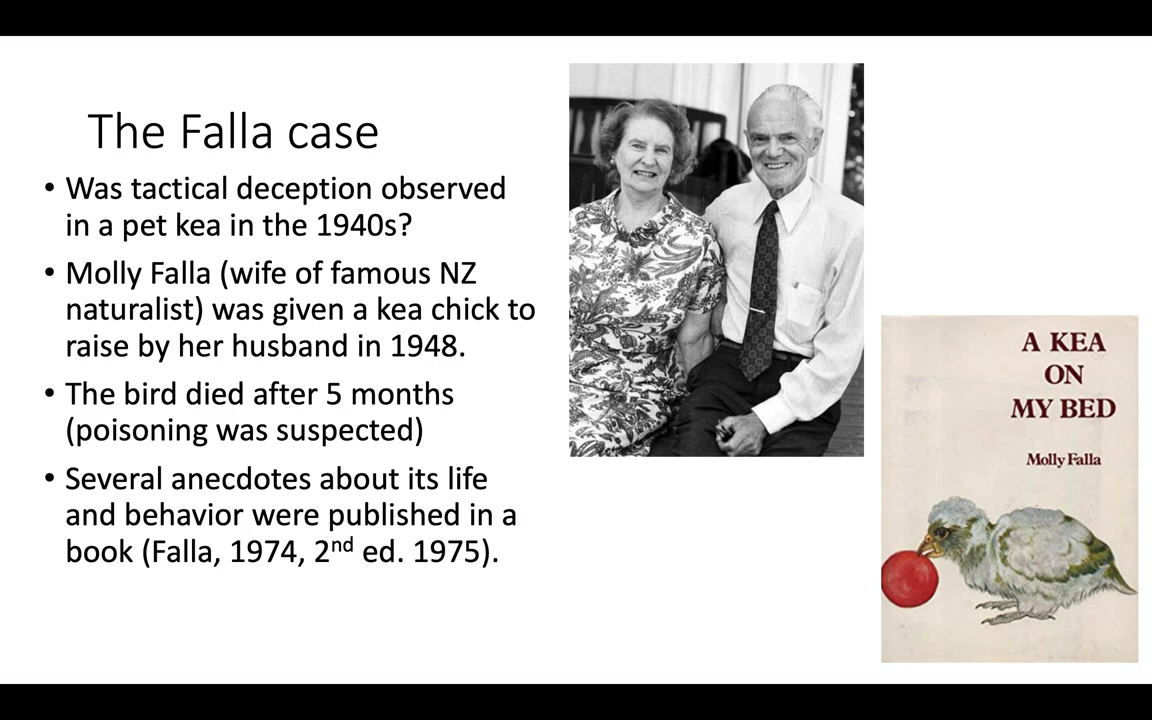 The Falla case
• Was tactical deception observed
in a pet kea in the 1940s?
• Molly Falla (wife of famous NZ
naturalist) was given a kea chick to
raise by her husband in 1948.
• The bird died after 5 months
(poisoning was suspected)
• Several anecdotes about its life
and behavior were published in a
book (Falla, 1974, 2nd ed. 1975).
A KEA
ON
MY BED
Molly Falla